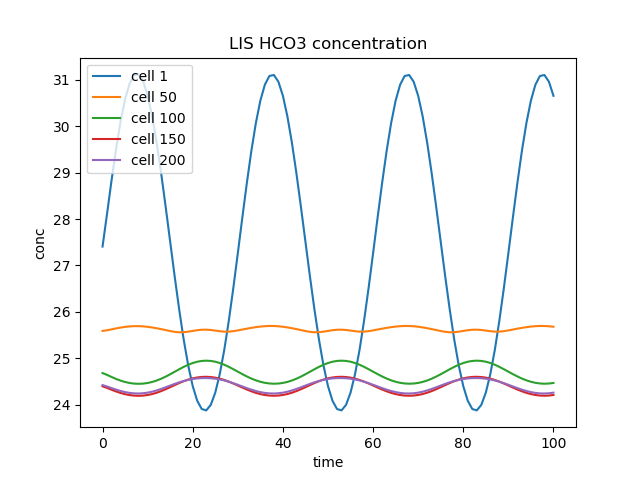 LIS HCO3 concentration
cell 1
cell 50
cell 100
cell 150
cell 200
conc
31
30
29
28
27
26
25
24
0 20 40 60 80 100
time